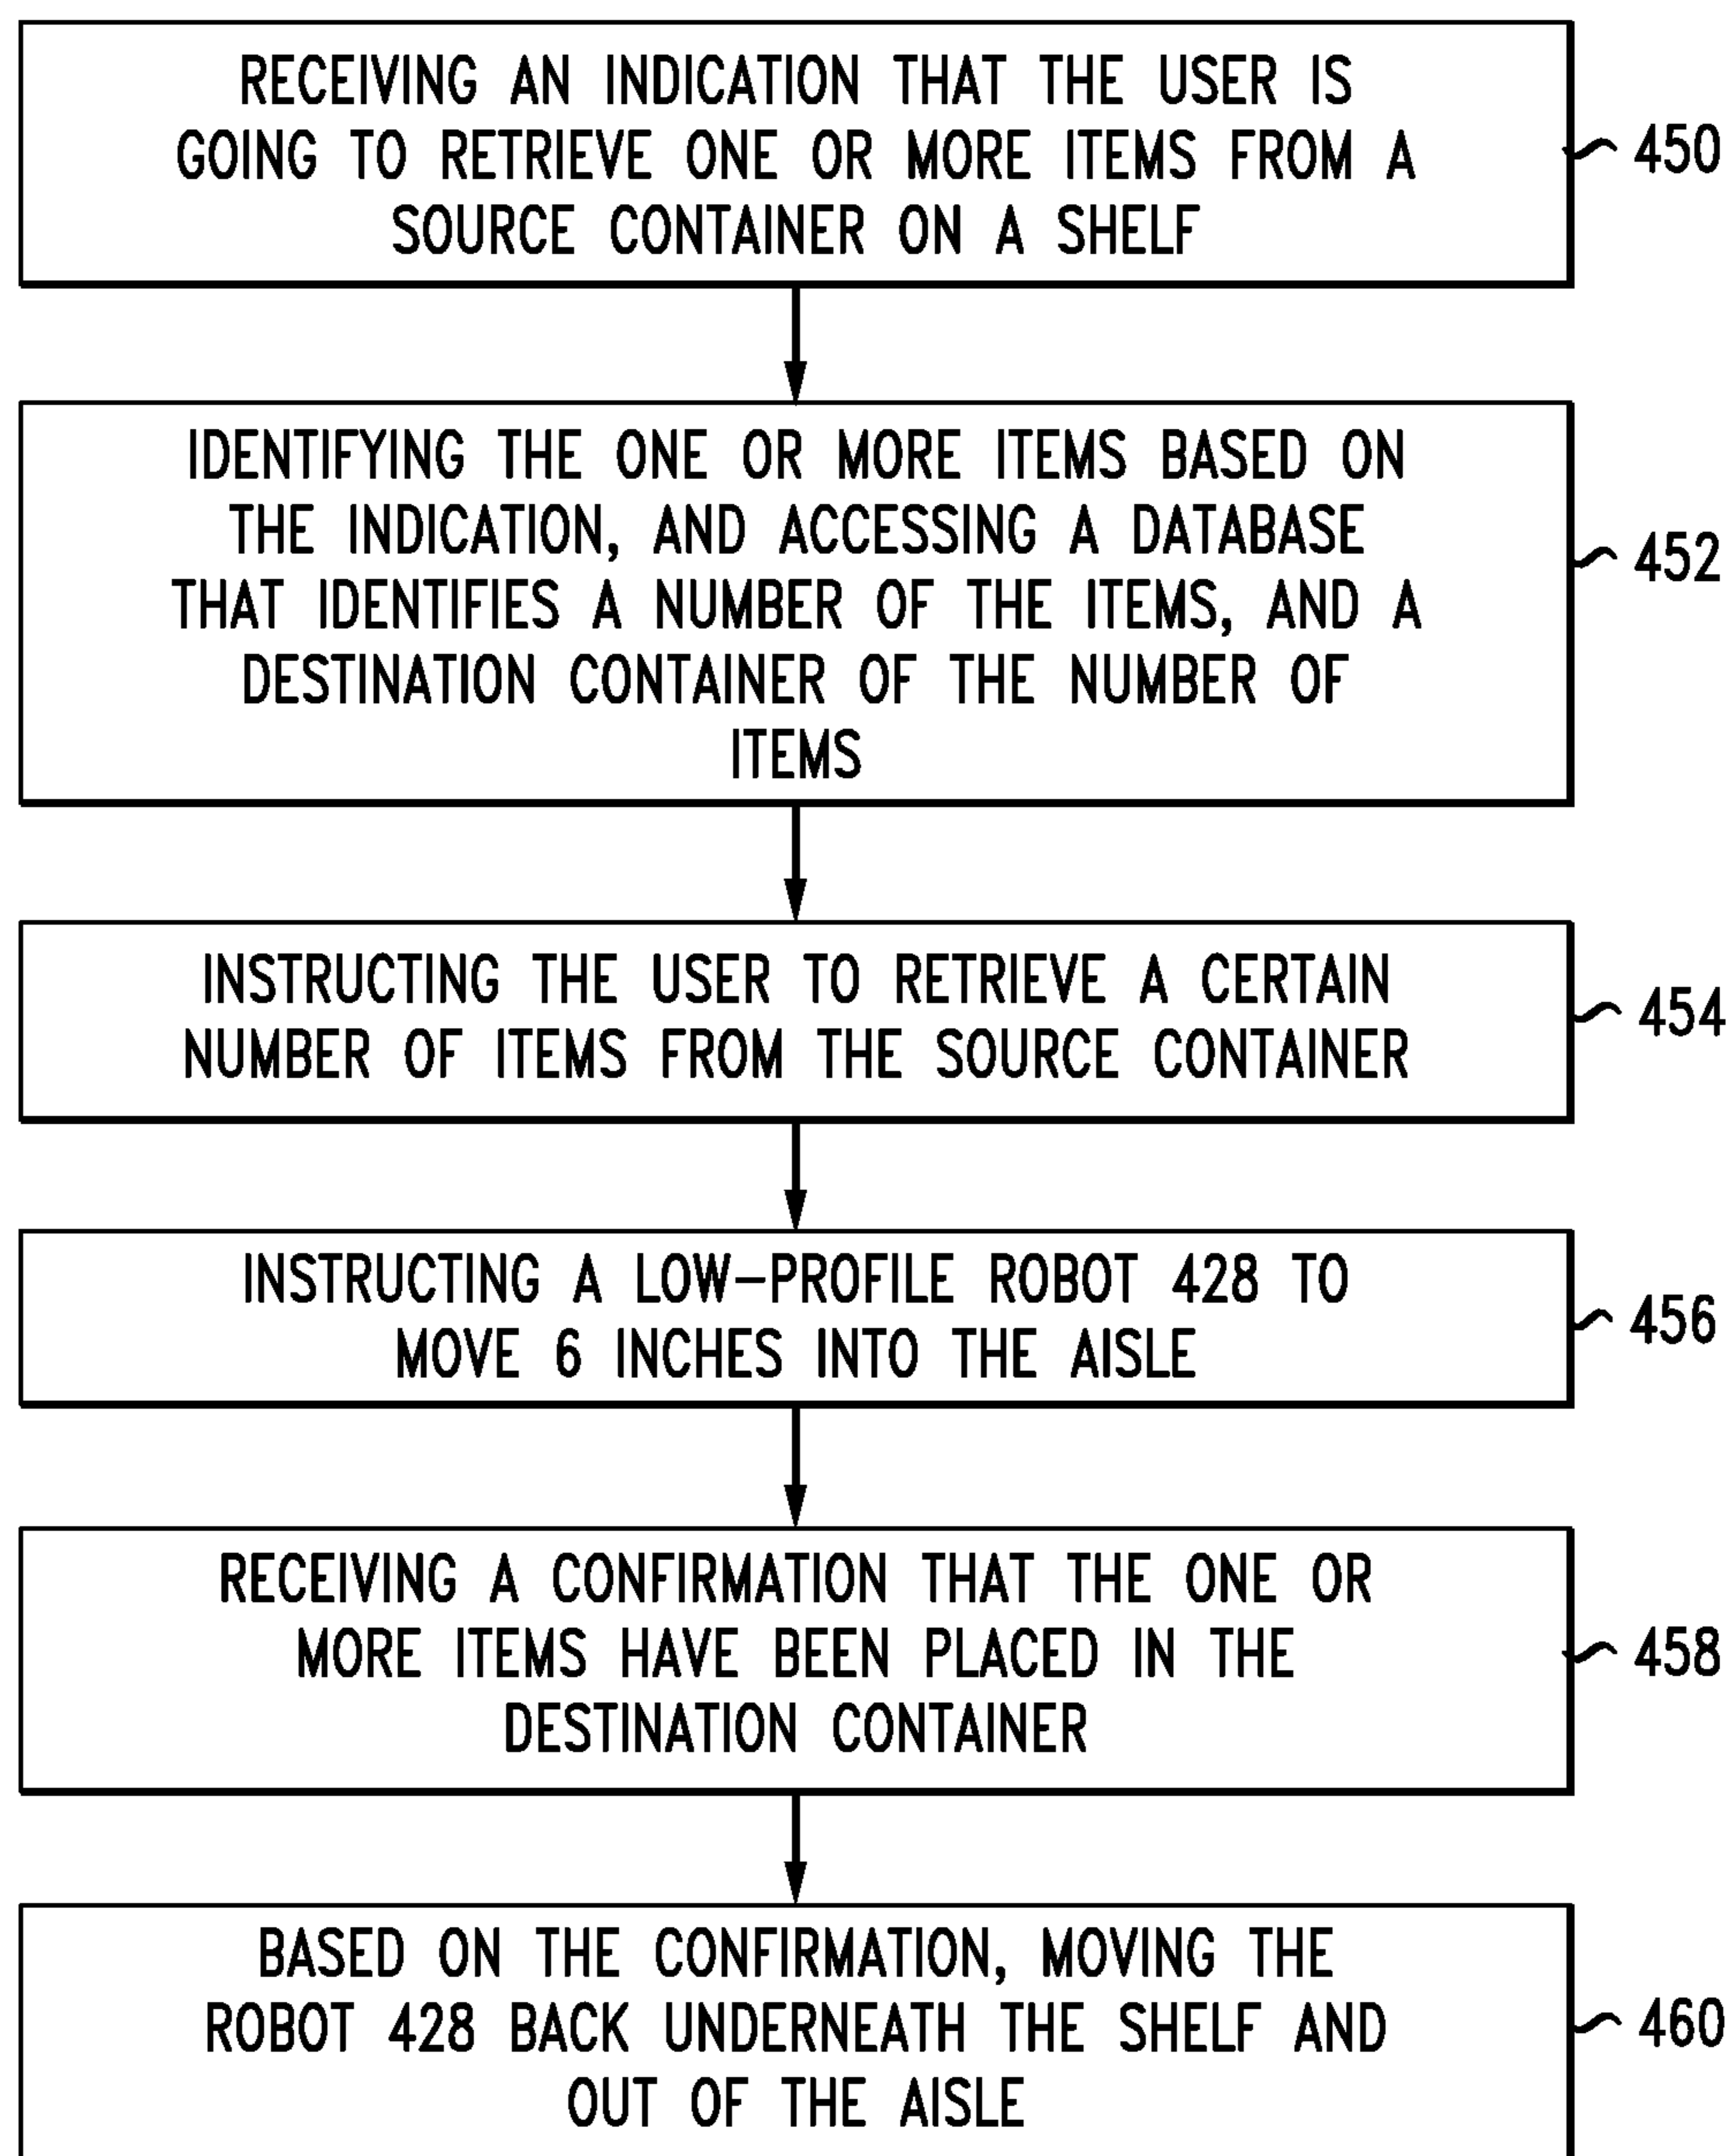 RECEIVING AN INDICATION THAT THE USER IS
GOING TO RETRIEVE ONE OR MORE ITEMS FROM A
SOURCE CONTAINER ON A SHELF
450
IDENTIFYING THE ONE OR MORE ITEMS BASED ON
THE INDICATION, AND ACCESSING A DATABASE
THAT IDENTIFIES A NUMBER OF THE ITEMS, AND A
DESTINATION CONTAINER OF THE NUMBER OF
ITEMS
452
INSTRUCTING THE USER TO RETRIEVE A CERTAIN
NUMBER OF ITEMS FROM THE SOURCE CONTAINER
454
INSTRUCTING A LOW-PROFILE ROBOT 428 TO
MOVE 6 INCHES INTO THE AISLE
456
RECEIVING A CONFIRMATION THAT THE ONE OR
MORE ITEMS HAVE BEEN PLACED IN THE
DESTINATION CONTAINER
458
BASED ON THE CONFIRMATION, MOVING THE
ROBOT 428 BACK UNDERNEATH THE SHELF AND
OUT OF THE AISLE
460